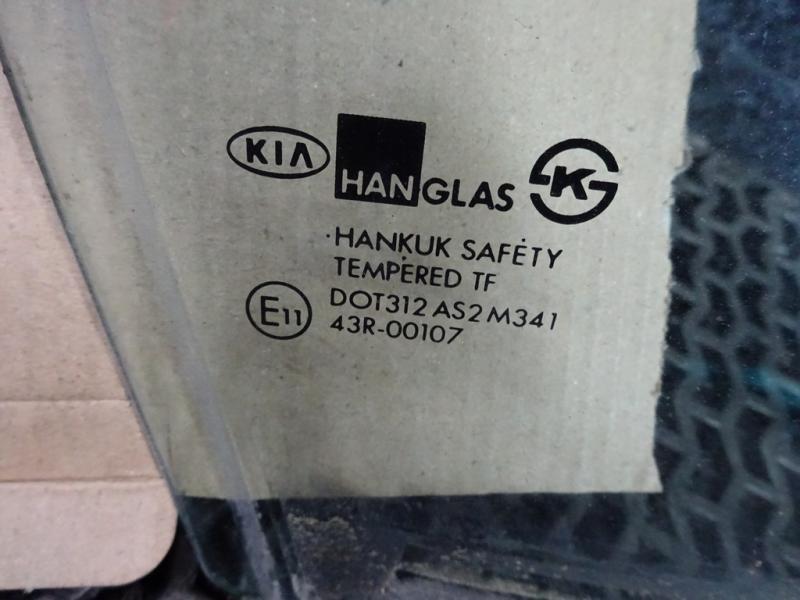 KIA HANGLAS K
HANKUK SAFETY
TEMPERED TF
E11 DOT312 AS2 M341
43R-00107